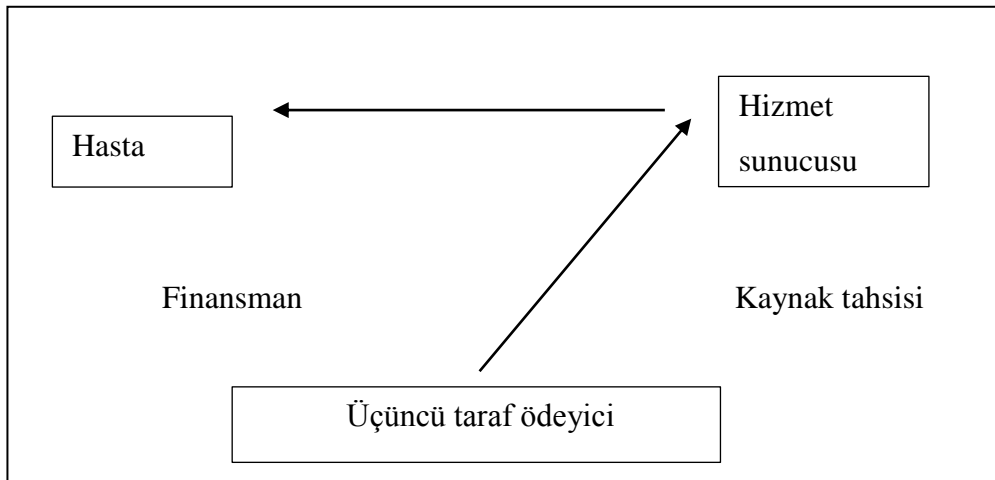 Hasta
Hizmet
sunucusu
Finansman
Kaynak tahsisi
Üçüncü taraf ödeyici